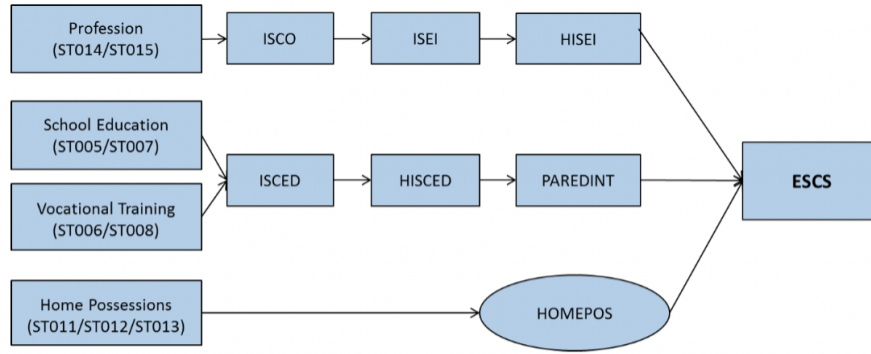 Profession
(ST014/ST015)
ISCO
ISEI
HISEI
School Education
(ST005/ST007)
Vocational Training
(ST006/ST008)
ISCED
HISCED
PAREDINT
ESCS
Home Possessions
(ST011/ST012/ST013)
HOMEPOS